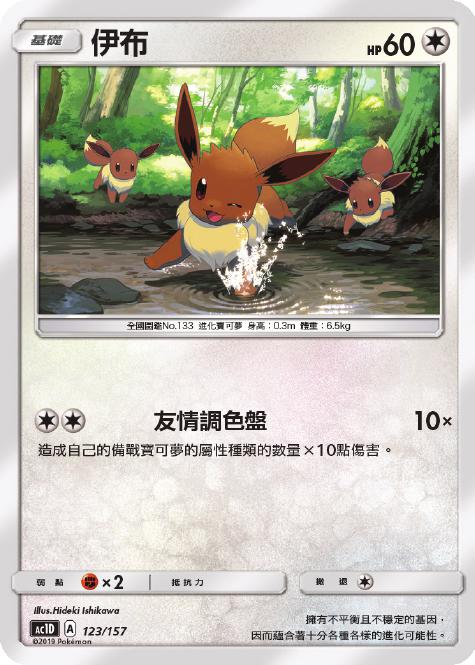 基礎 伊布 HP60
全国圖鑑No.133 進化寶可夢 身高：0.3m 體重：6.5kg
友情調色盤 10×
造成自己的備戰寶可夢的屬性種類的數量×10點傷害。
弱點 ×2 抵抗力 撤退
Illus.Hideki Ishikawa
AC1D A 123/157
©2019 Pokémon
擁有不平衡且不穩定的基因，
因而蘊含著十分各種各樣的進化可能性。